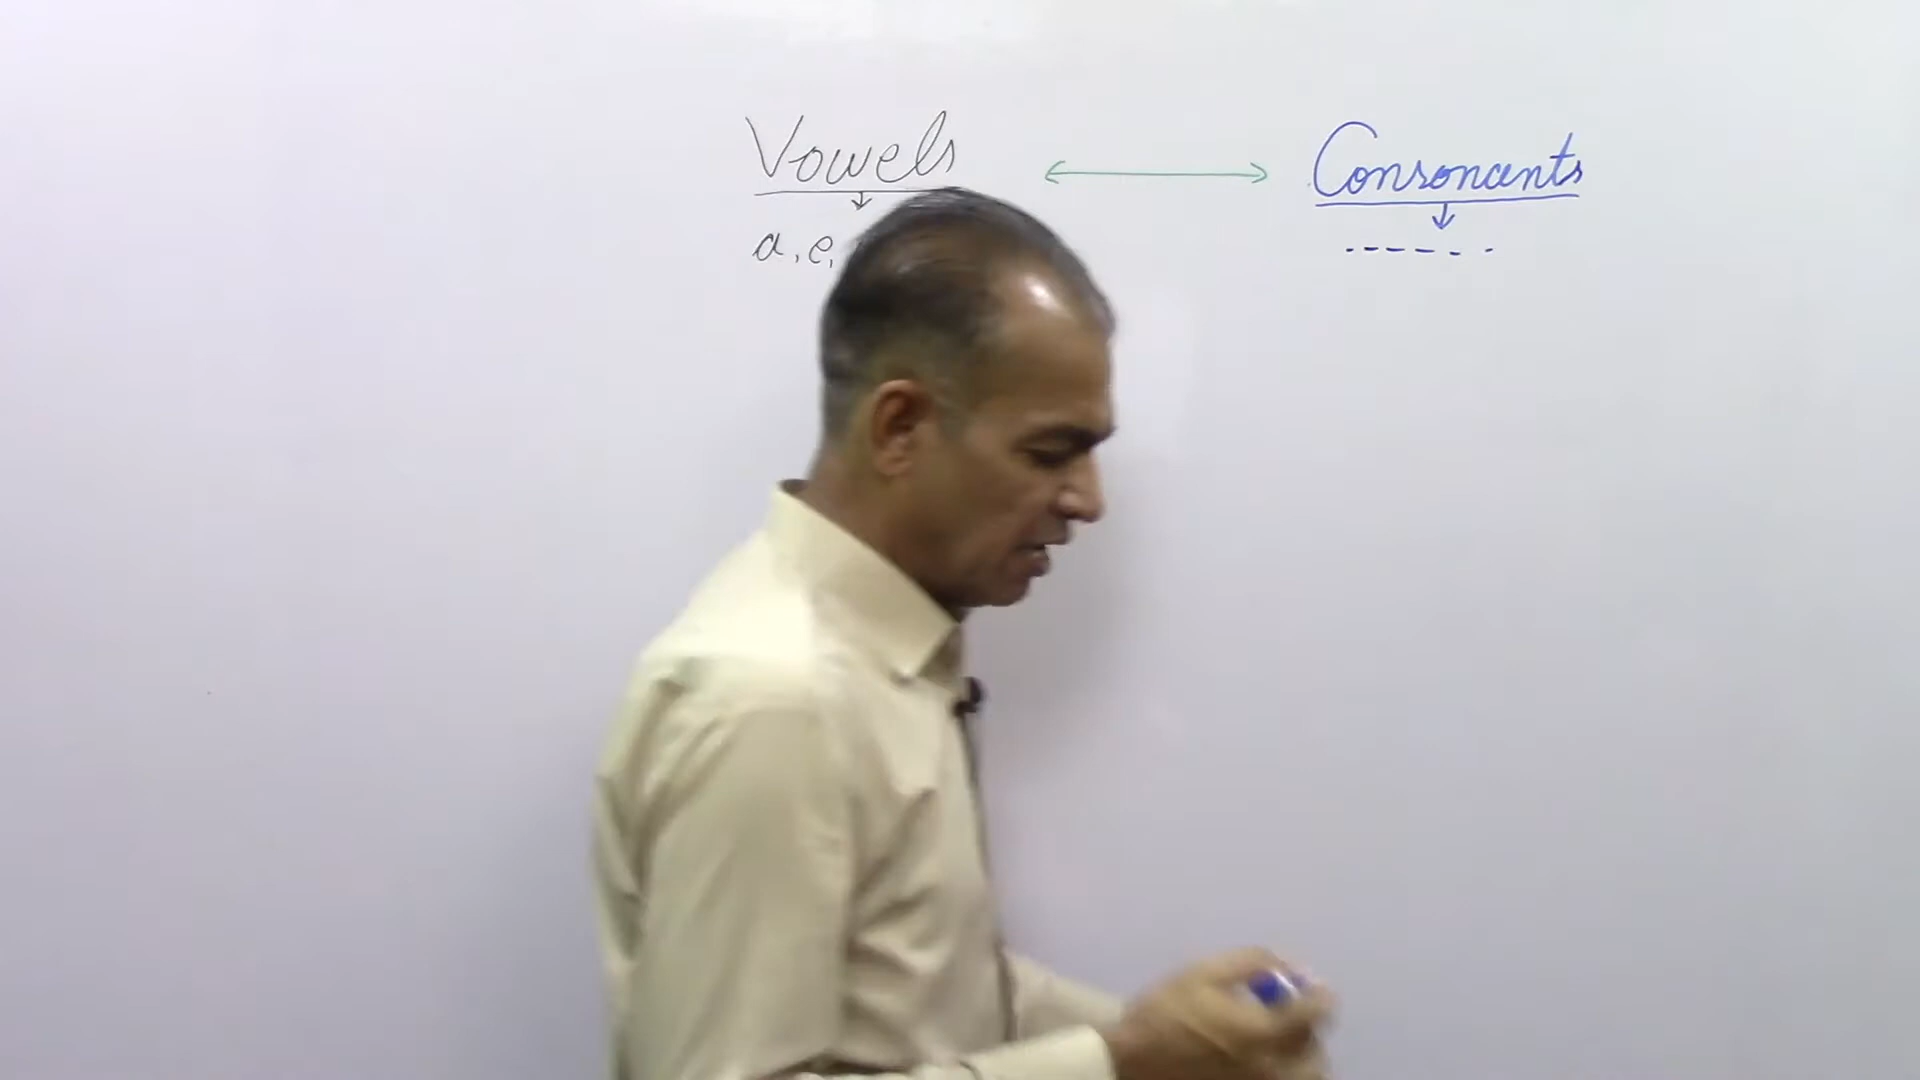 Vowels ↔ Consonants
a, e,
------